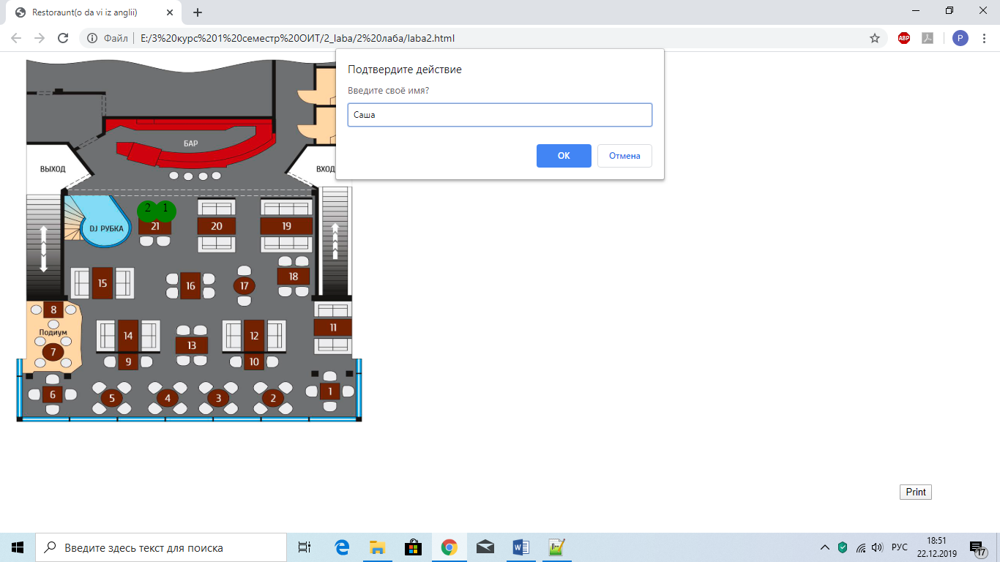 Restoraunt(o da vi iz anglii)
Файл E:/3%20курс%201%20семестр%20ОИТ/2_laba/2%20лаба/laba2.html
ABP
P
Подтвердите действие
Введите своё имя?
Саша
ОК Отмена
БАР
ВЫХОД
ВХОД
2 1
DJ РУБКА
21 20 19
15 16 17 18
8
Подиум
7
14 13 12 11
9 10
6 5 4 3 2 1
Print
Введите здесь текст для поиска
РУС
18:51
22.12.2019
17